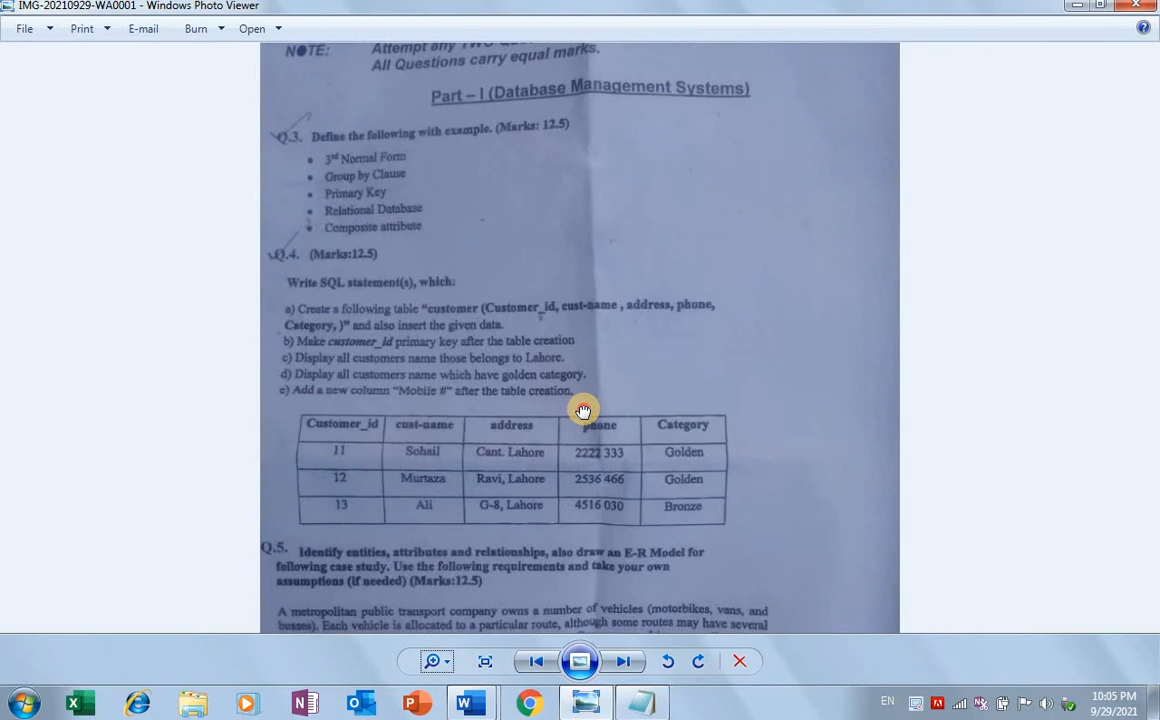 IMG-20210929-WA0001 - Windows Photo Viewer
File Print E-mail Burn Open
NOTE: Attempt any TWO
All Questions carry equal marks.
Part – I (Database Management Systems)
Q.3. Define the following with example. (Marks: 12.5)
• 3rd Normal Form
• Group by Clause
• Primary Key
• Relational Database
• Composite attribute
Q.4. (Marks:12.5)
Write SQL statement(s), which:
a) Create a following table "customer (Customer_id, cust-name , address, phone,
Category, )" and also insert the given data.
b) Make customer_id primary key after the table creation
c) Display all customers name those belongs to Lahore.
d) Display all customers name which have golden category.
e) Add a new column "Mobile #" after the table creation.
Customer_id cust-name address phone Category
11 Sohail Cant. Lahore 2222 333 Golden
12 Murtaza Ravi, Lahore 2536 466 Golden
13 Ali G-8, Lahore 4516 030 Bronze
Q.5. Identify entities, attributes and relationships, also draw an E-R Model for
following case study. Use the following requirements and take your own
assumptions (if needed) (Marks:12.5)
A metropolitan public transport company owns a number of vehicles (motorbikes, vans, and
busses). Each vehicle is allocated to a particular route, although some routes may have several
EN
10:05 PM
9/29/2021